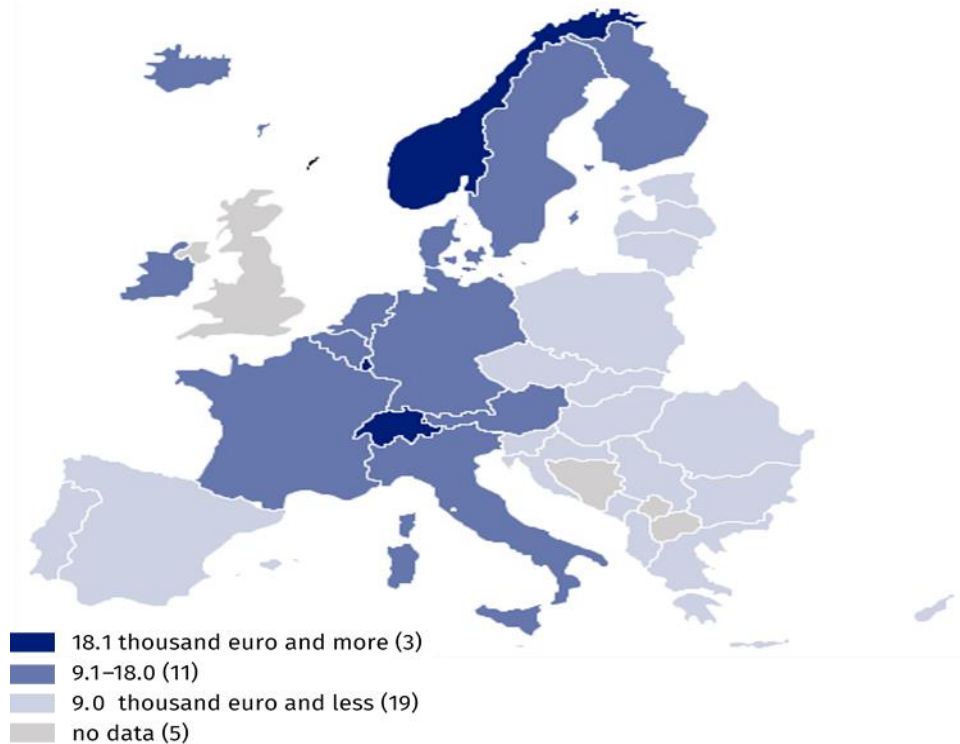 18.1 thousand euro and more (3)
9.1–18.0 (11)
9.0 thousand euro and less (19)
no data (5)